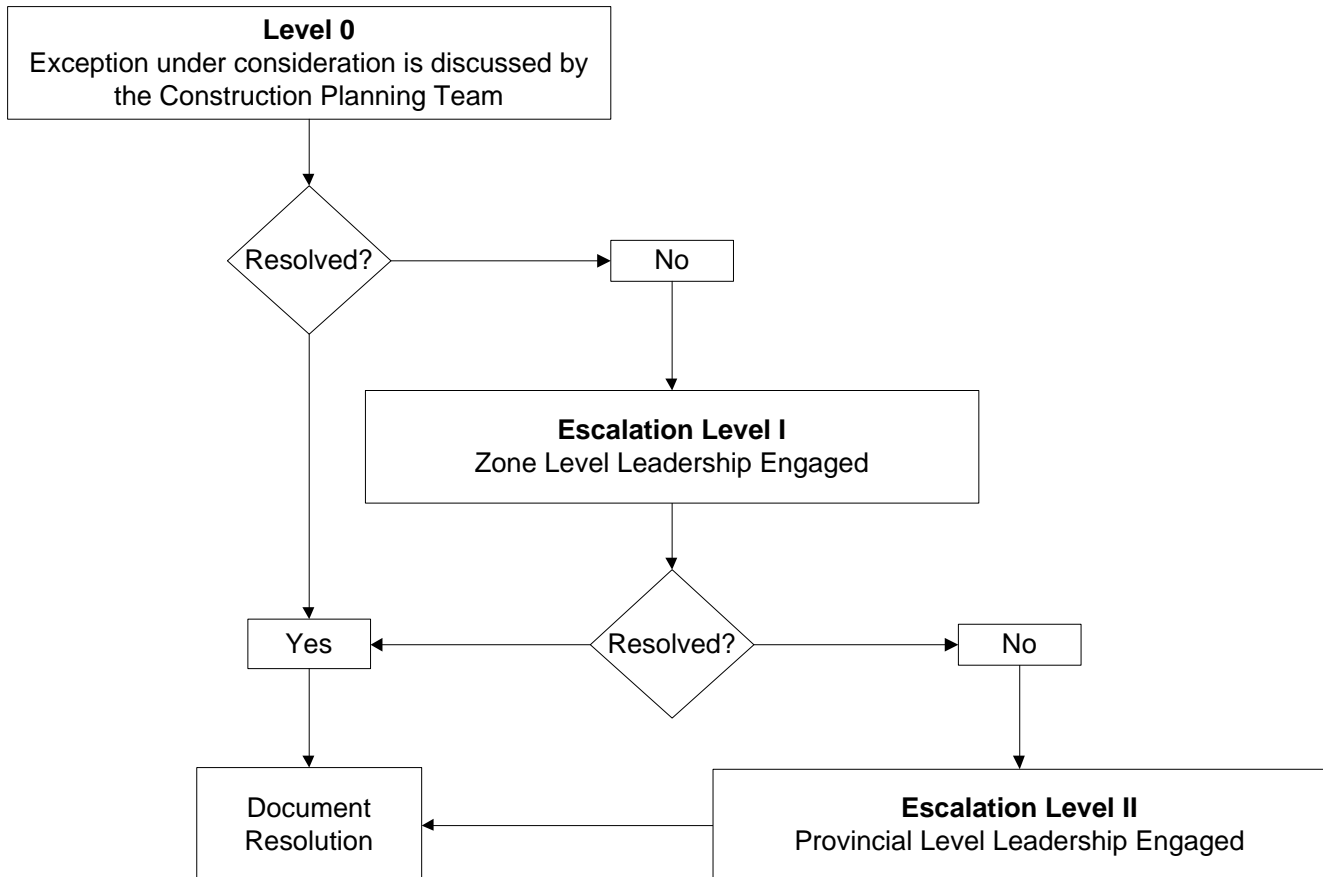 Level 0
Exception under consideration is discussed by
the Construction Planning Team
Resolved?
No
Escalation Level I
Zone Level Leadership Engaged
Yes
Resolved?
No
Document
Resolution
Escalation Level II
Provincial Level Leadership Engaged